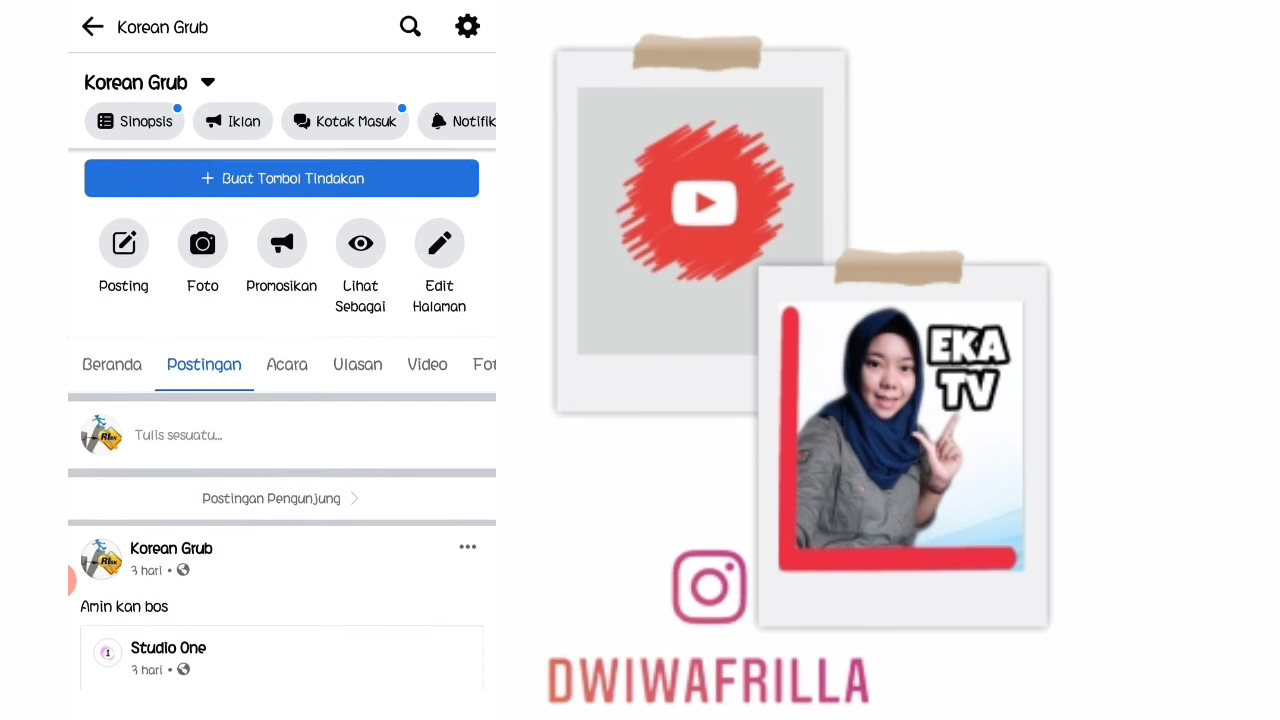 Korean Grub
Korean Grub
Sinopsis
Iklan
Kotak Masuk
Notifik
+ Buat Tombol Tindakan
Posting
Foto
Promosikan
Lihat
Sebagai
Edit
Halaman
Beranda
Postingan
Acara
Ulasan
Video
Fot
Tulis sesuatu...
Postingan Pengunjung
Korean Grub
3 hari •
Amin kan bos
Studio One
3 hari •
EKA
TV
DWIWAFRILLA